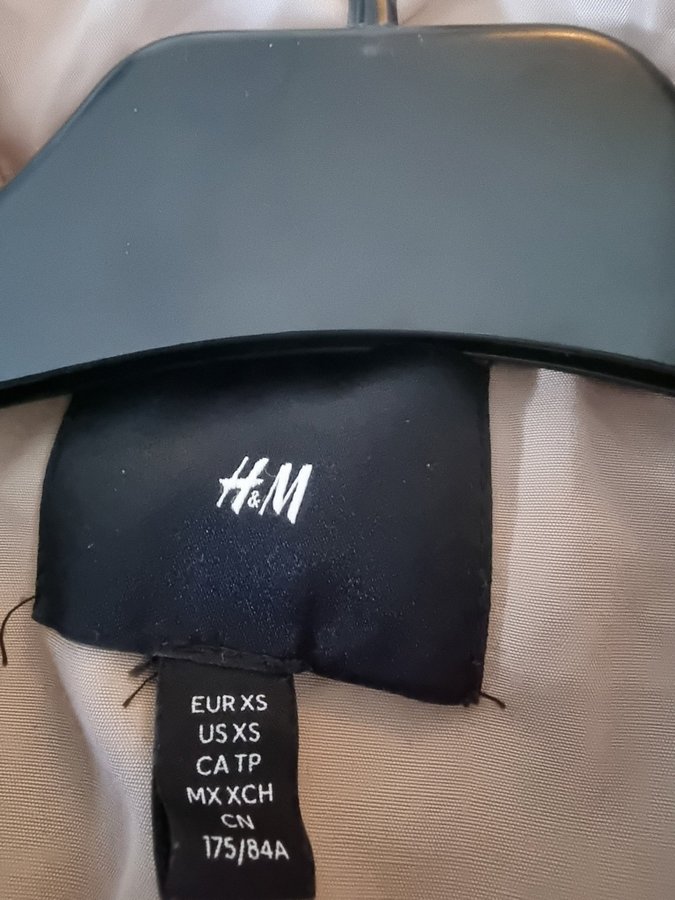 H&M
EUR XS
US XS
CA TP
MX XCH
CN
175/84A